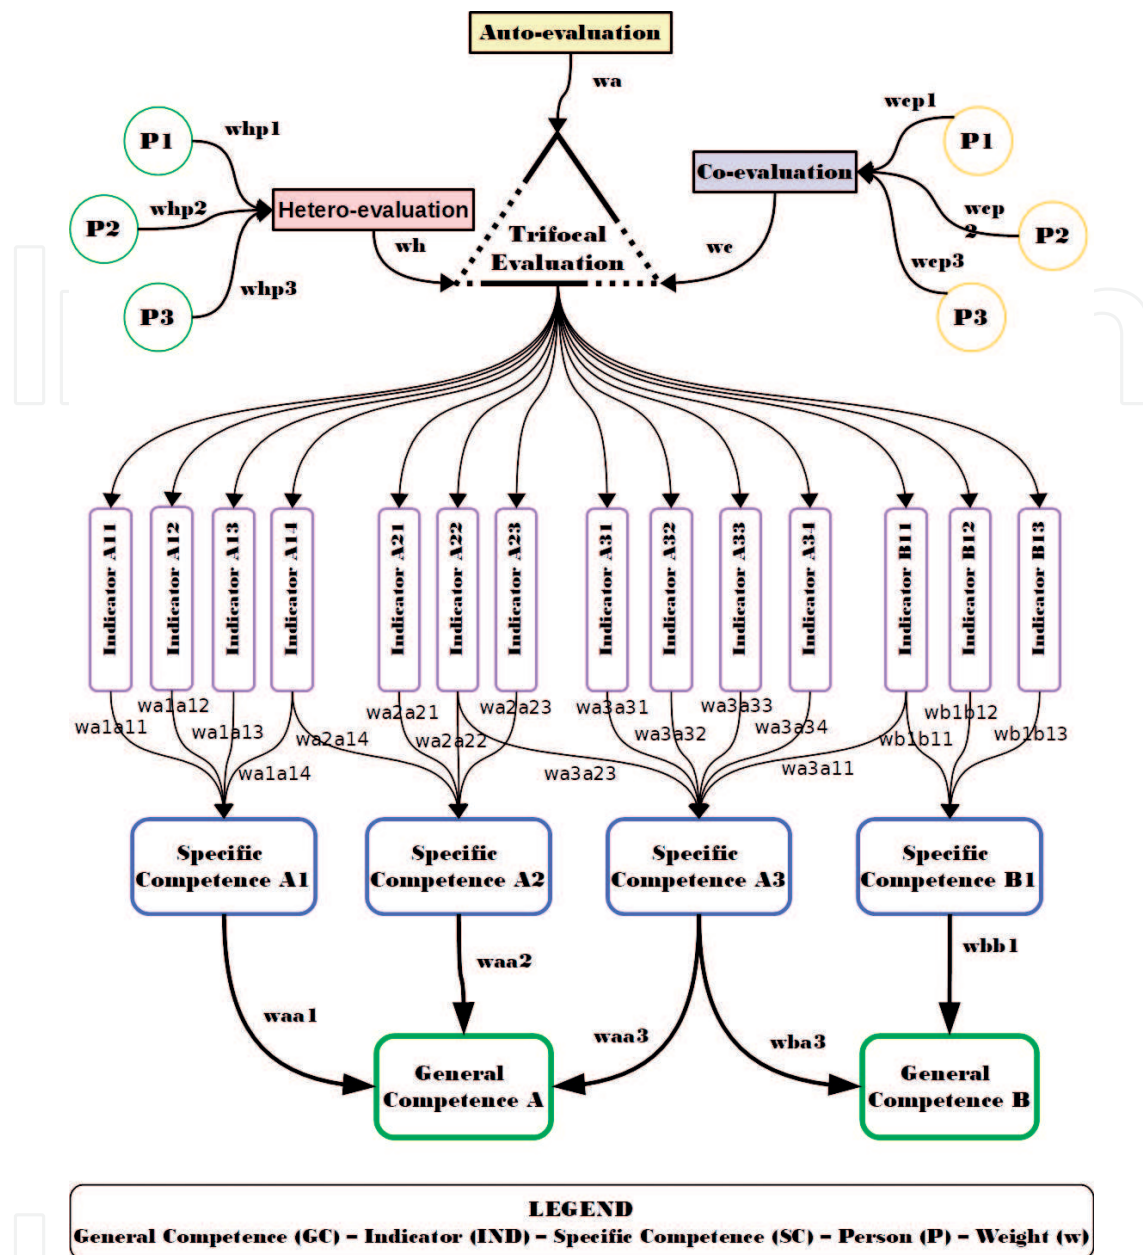 Auto-evaluation
wa
whp1
wcp1
P1
P1
Co-evaluation
whp2
Hetero-evaluation
wcp
2
P2
P2
wh
Trifocal
Evaluation
wc
whp3
wcp3
P3
P3
Indicator A11
Indicator A12
Indicator A13
Indicator A14
Indicator A21
Indicator A22
Indicator A23
Indicator A31
Indicator A32
Indicator A33
Indicator A34
Indicator B11
Indicator B12
Indicator B13
wa1a11
wa1a12
wa1a13
wa1a14
wa2a14
wa2a21
wa2a22
wa2a23
wa3a23
wa3a31
wa3a32
wa3a33
wa3a34
wa3a11
wb1b11
wb1b12
wb1b13
Specific
Competence A1
Specific
Competence A2
Specific
Competence A3
Specific
Competence B1
waa1
waa2
waa3
wba3
wbb1
General
Competence A
General
Competence B
LEGEND
General Competence (GC) – Indicator (IND) – Specific Competence (SC) – Person (P) – Weight (w)